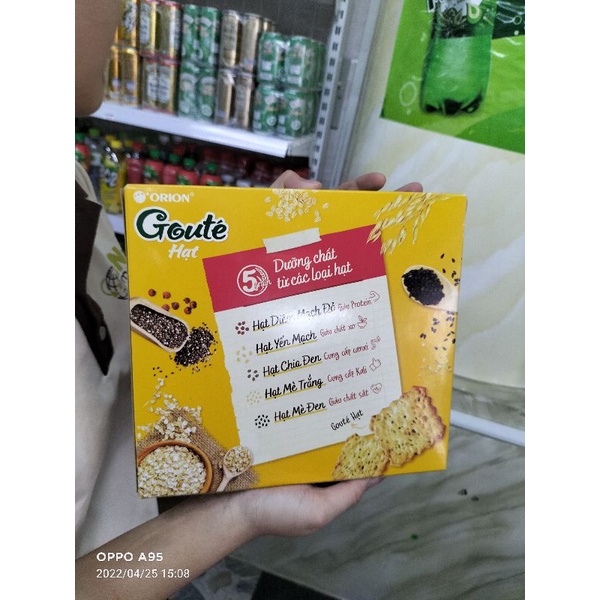 ORION
Gouté
Hạt
5
Dưỡng chất
từ các loại hạt
Hạt Diêm Mạch Đỏ Giàu Protein
Hạt Yến Mạch Giàu chất xơ
Hạt Chia Đen Cung cấp canxi
Hạt Mè Trắng Cung cấp Kali
Hạt Mè Đen Giàu chất sắt
Gouté Hạt
OPPO A95
2022/04/25 15:08